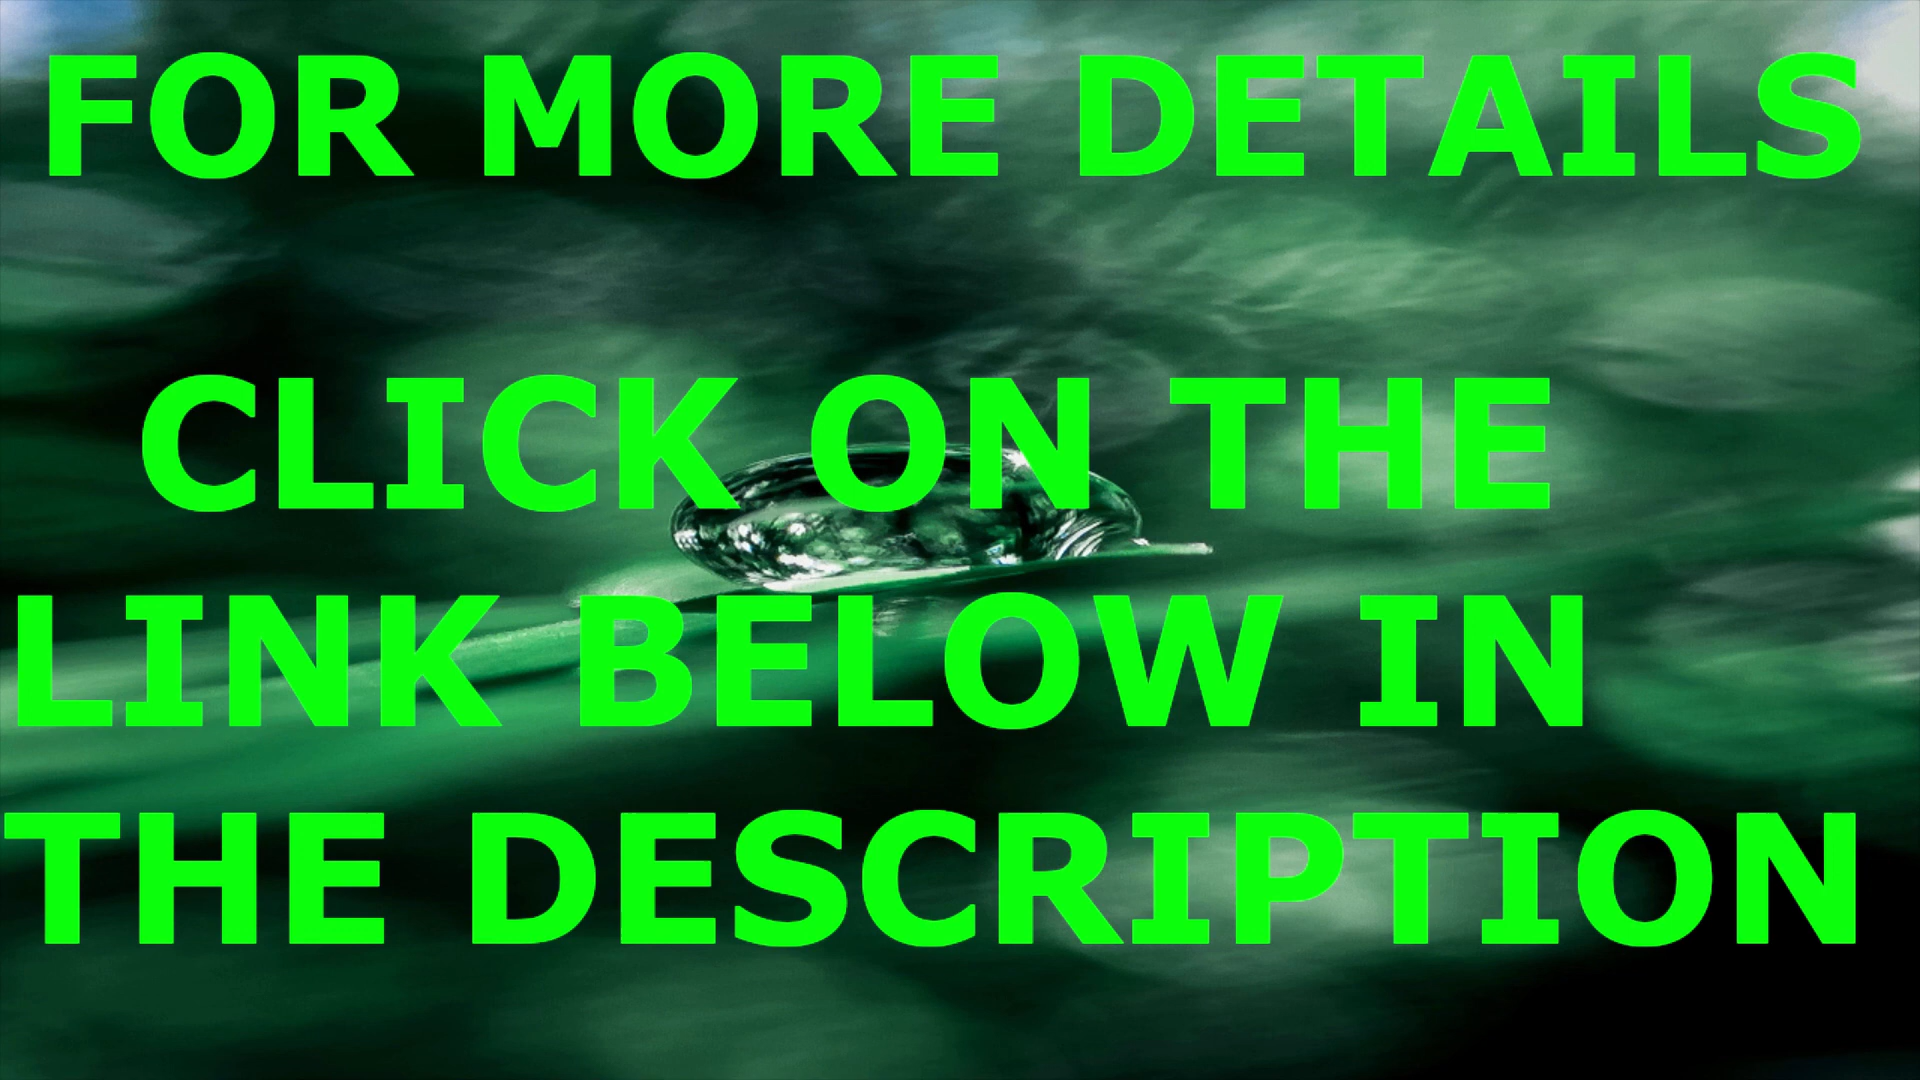 FOR MORE DETAILS
CLICK ON THE
LINK BELOW IN
THE DESCRIPTION